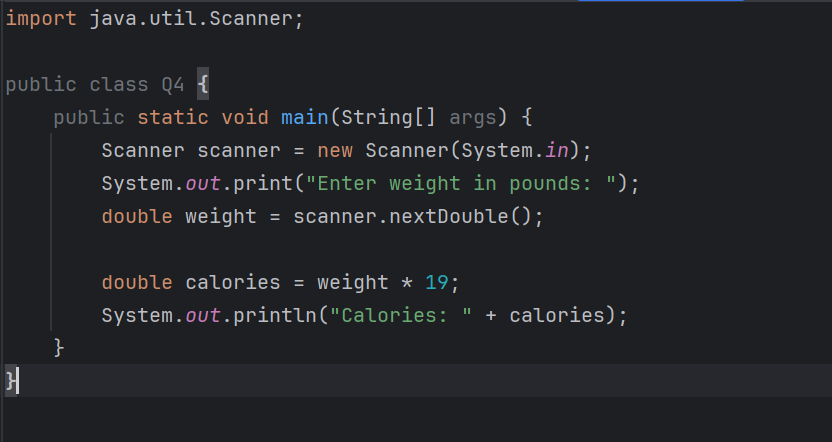 import java.util.Scanner;
public class Q4 {
    public static void main(String[] args) {
        Scanner scanner = new Scanner(System.in);
        System.out.print("Enter weight in pounds: ");
        double weight = scanner.nextDouble();
        double calories = weight * 19;
        System.out.println("Calories: " + calories);
    }
}